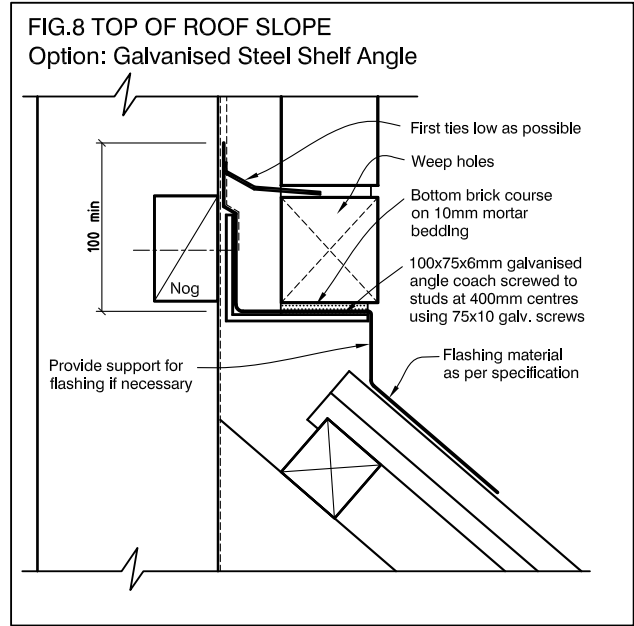 FIG.8 TOP OF ROOF SLOPE
Option: Galvanised Steel Shelf Angle
First ties low as possible
Weep holes
Bottom brick course
on 10mm mortar
bedding
100x75x6mm galvanised
angle coach screwed to
studs at 400mm centres
using 75x10 galv. screws
100 min
Nog
Provide support for
flashing if necessary
Flashing material
as per specification